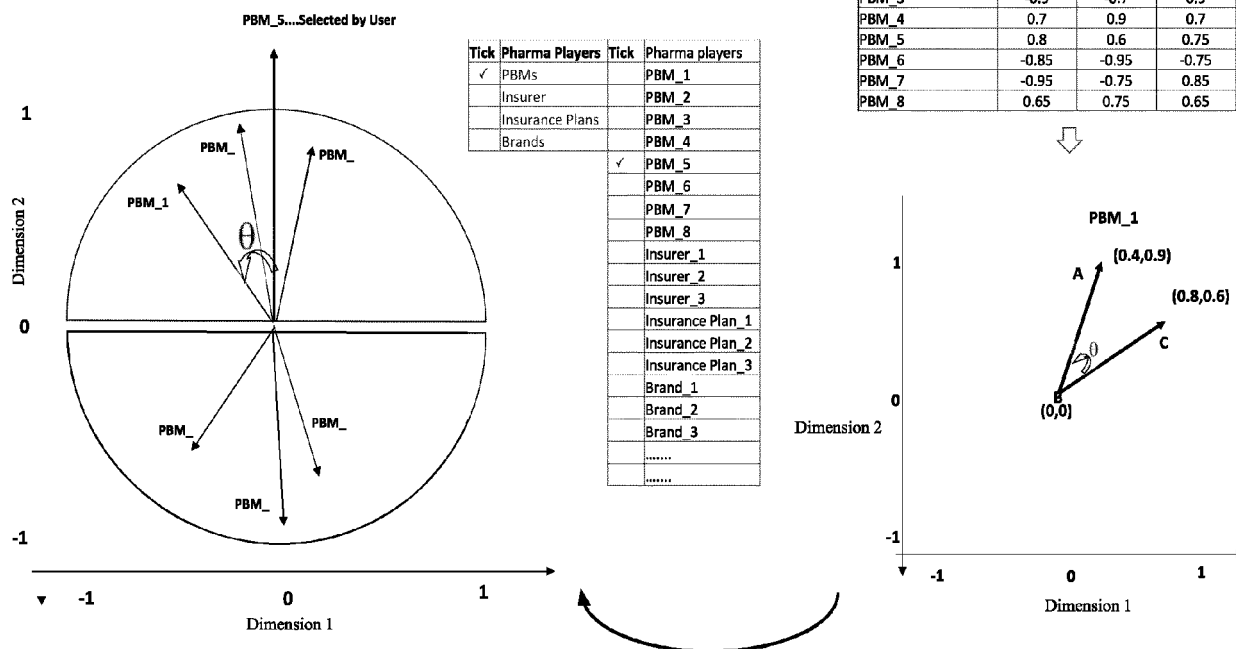 PBM_5....Selected by User
1
PBM_
PBM_
PBM_1
θ
Dimension 2
0
PBM_
PBM_
PBM_
-1
-1 0 1
Dimension 1
Tick Pharma Players Tick Pharma players
✓ PBMs PBM_1
Insurer PBM_2
Insurance Plans PBM_3
Brands PBM_4
✓ PBM_5
PBM_6
PBM_7
PBM_8
Insurer_1
Insurer_2
Insurer_3
Insurance Plan_1
Insurance Plan_2
Insurance Plan_3
Brand_1
Brand_2
Brand_3
.......
.......
PBM_4 0.7 0.9 0.7
PBM_5 0.8 0.6 0.75
PBM_6 -0.85 -0.95 -0.75
PBM_7 -0.95 -0.75 0.85
PBM_8 0.65 0.75 0.65
PBM_1
1
(0.4,0.9)
A
(0.8,0.6)
θ
C
0
B
(0,0)
Dimension 2
-1
-1 0 1
Dimension 1